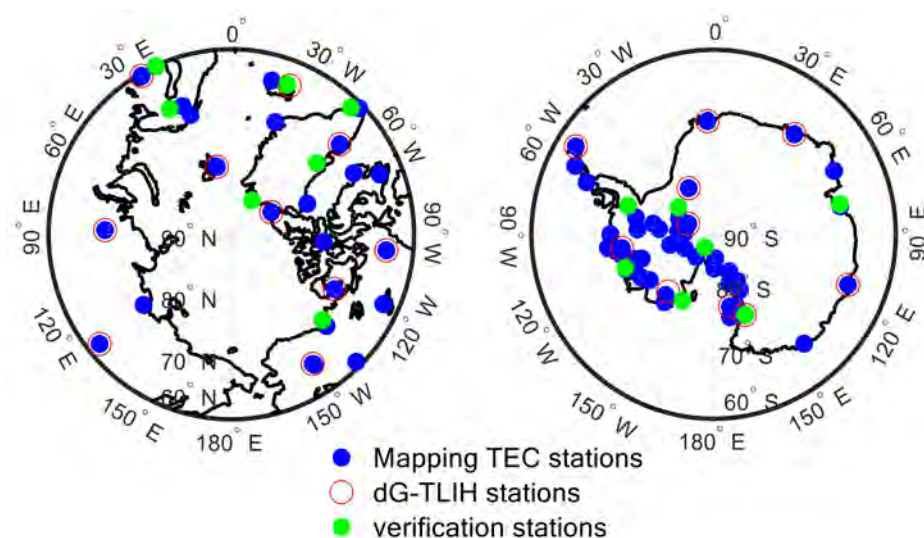 0°
30° E
30° W
60° E
60° W
90° E
90° N
90° W
80° N
120° E
120° W
70° N
60° N
150° E
150° W
180° E
0°
30° W
30° E
60° W
60° E
90° W
90° S
90° E
80° S
120° W
70° S
120° E
60° S
150° W
150° E
180° E
Mapping TEC stations
dG-TLIH stations
verification stations